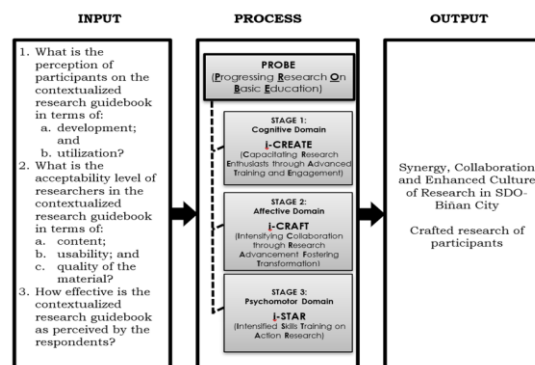 INPUT
PROCESS
OUTPUT
1. What is the
perception of
participants on the
contextualized
research guidebook
in terms of:
a. development;
and
b. utilization?
2. What is the
acceptability level of
researchers in the
contextualized
research guidebook
in terms of:
a. content;
b. usability; and
c. quality of the
material?
3. How effective is the
contextualized
research guidebook
as perceived by the
respondents?
PROBE
(Progressing Research On
Basic Education)
STAGE 1:
Cognitive Domain
i-CREATE
(Capacitating Research
Enthusiasts through Advanced
Training and Engagement)
STAGE 2:
Affective Domain
i-CRAFT
(Intensifying Collaboration
through Research
Advancement Fostering
Transformation)
STAGE 3:
Psychomotor Domain
i-STAR
(Intensified Skills Training on
Action Research)
Synergy, Collaboration
and Enhanced Culture
of Research in SDO-
Biñan City
Crafted research of
participants